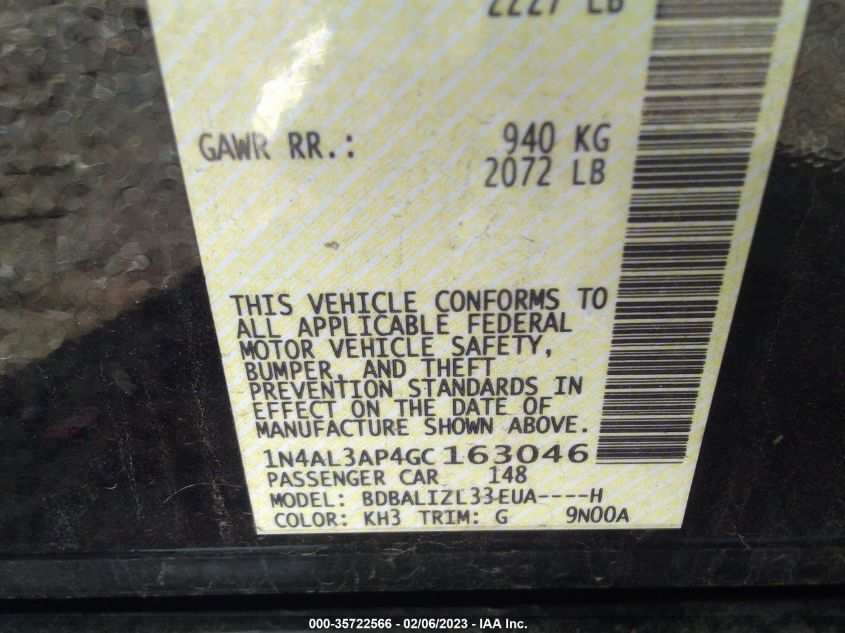 2227 LB
GAWR RR.: 940 KG
2072 LB
THIS VEHICLE CONFORMS TO
ALL APPLICABLE FEDERAL
MOTOR VEHICLE SAFETY,
BUMPER, AND THEFT
PREVENTION STANDARDS IN
EFFECT ON THE DATE OF
MANUFACTURE SHOWN ABOVE.
1N4AL3AP4GC163046
PASSENGER CAR 148
MODEL: BDBALIZL33EUA----H
COLOR: KH3 TRIM: G 9N00A
000-35722566 - 02/06/2023 - IAA Inc.